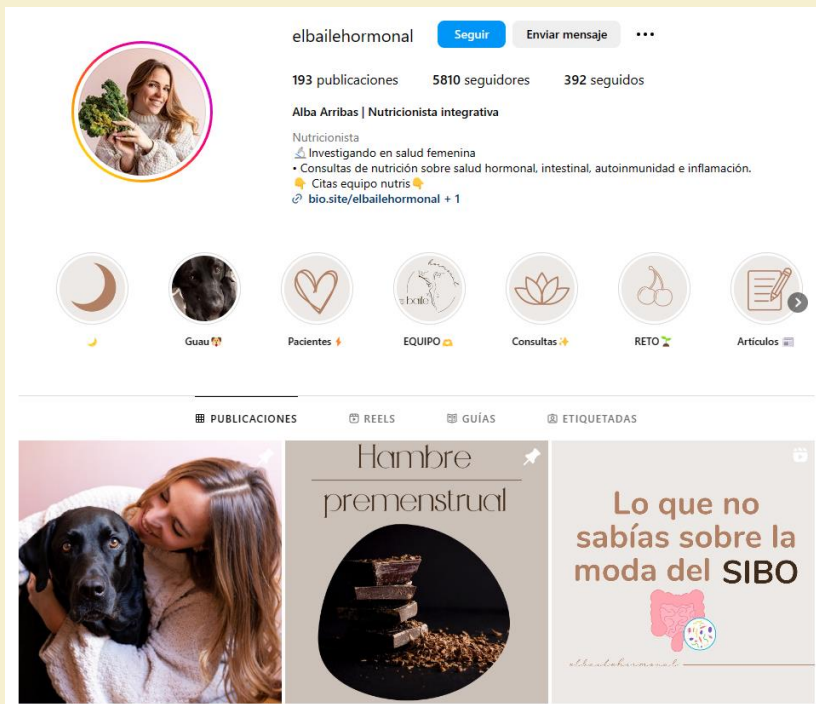 elbailehormonal Seguir Enviar mensaje
193 publicaciones 5810 seguidores 392 seguidos
Alba Arribas | Nutricionista integrativa
Nutricionista
🔬 Investigando en salud femenina
• Consultas de nutrición sobre salud hormonal, intestinal, autoinmunidad e inflamación.
👇 Citas equipo nutris👇
bio.site/elbailehormonal + 1
hormonal
baile
🌙 Guau🐶 Pacientes⚡ EQUIPO🫶 Consultas✨ RETO🌱 Artículos📰
PUBLICACIONES REELS GUÍAS ETIQUETADAS
Hambre
premenstrual
Lo que no
sabías sobre la
moda del SIBO
elbailehormonal